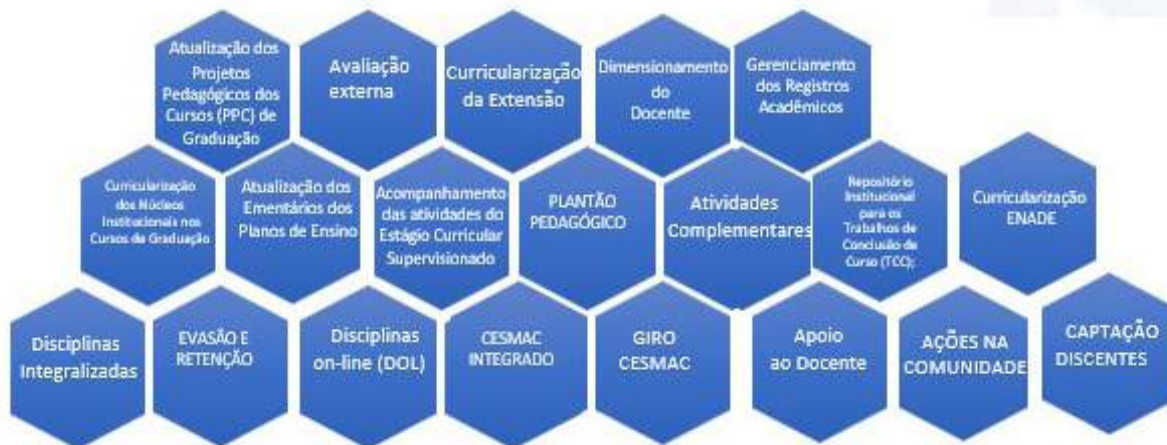 Atualização dos
Projetos
Pedagógicos dos
Cursos (PPC) de
Graduação
Avaliação
externa
Curricularização
da Extensão
Dimensionamento
do
Docente
Gerenciamento
dos Registros
Acadêmicos
Curricularização
dos Núcleos
Institucionais nos
Cursos de Graduação
Atualização dos
Ementários dos
Planos de Ensino
Acompanhamento
das atividades do
Estágio Curricular
Supervisionado
PLANTÃO
PEDAGÓGICO
Atividades
Complementares
Repositório
Institucional
para os
Trabalhos de
Conclusão de
Curso (TCC);
Curricularização
ENADE
Disciplinas
Integralizadas
EVASÃO E
RETENÇÃO
Disciplinas
on-line (DOL)
CESMAC
INTEGRADO
GIRO
CESMAC
Apoio
ao Docente
AÇÕES NA
COMUNIDADE
CAPTAÇÃO
DISCENTES